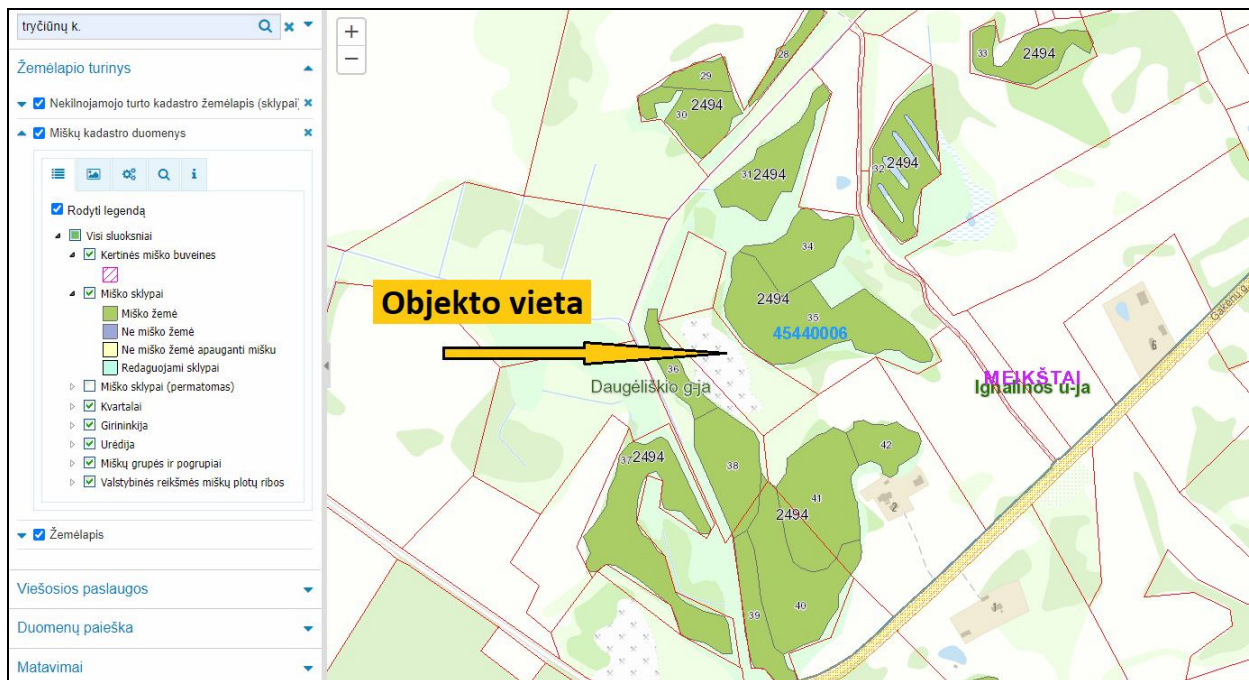 tryčiūnų k.
Žemėlapio turinys
Nekilnojamojo turto kadastro žemėlapis (sklypai)
Miškų kadastro duomenys
Rodyti legendą
Visi sluoksniai
Kertinės miško buveines
Miško sklypai
Miško žemė
Ne miško žemė
Ne miško žemė apauganti mišku
Redaguojami sklypai
Miško sklypai (permatomas)
Kvartalai
Girininkija
Urėdija
Miškų grupės ir pogrupiai
Valstybinės reikšmės miškų plotų ribos
Žemėlapis
Viešosios paslaugos
Duomenų paieška
Matavimai
28
33 2494
29
2494
30
31 2494
32 2494
34
2494
35
45440006
Objekto vieta
Gakėnų g.
6
36
Daugėliškio g-ja
MEIKŠTAI
Ignalinos u-ja
37 2494
38
42
41
2494
2
40
39